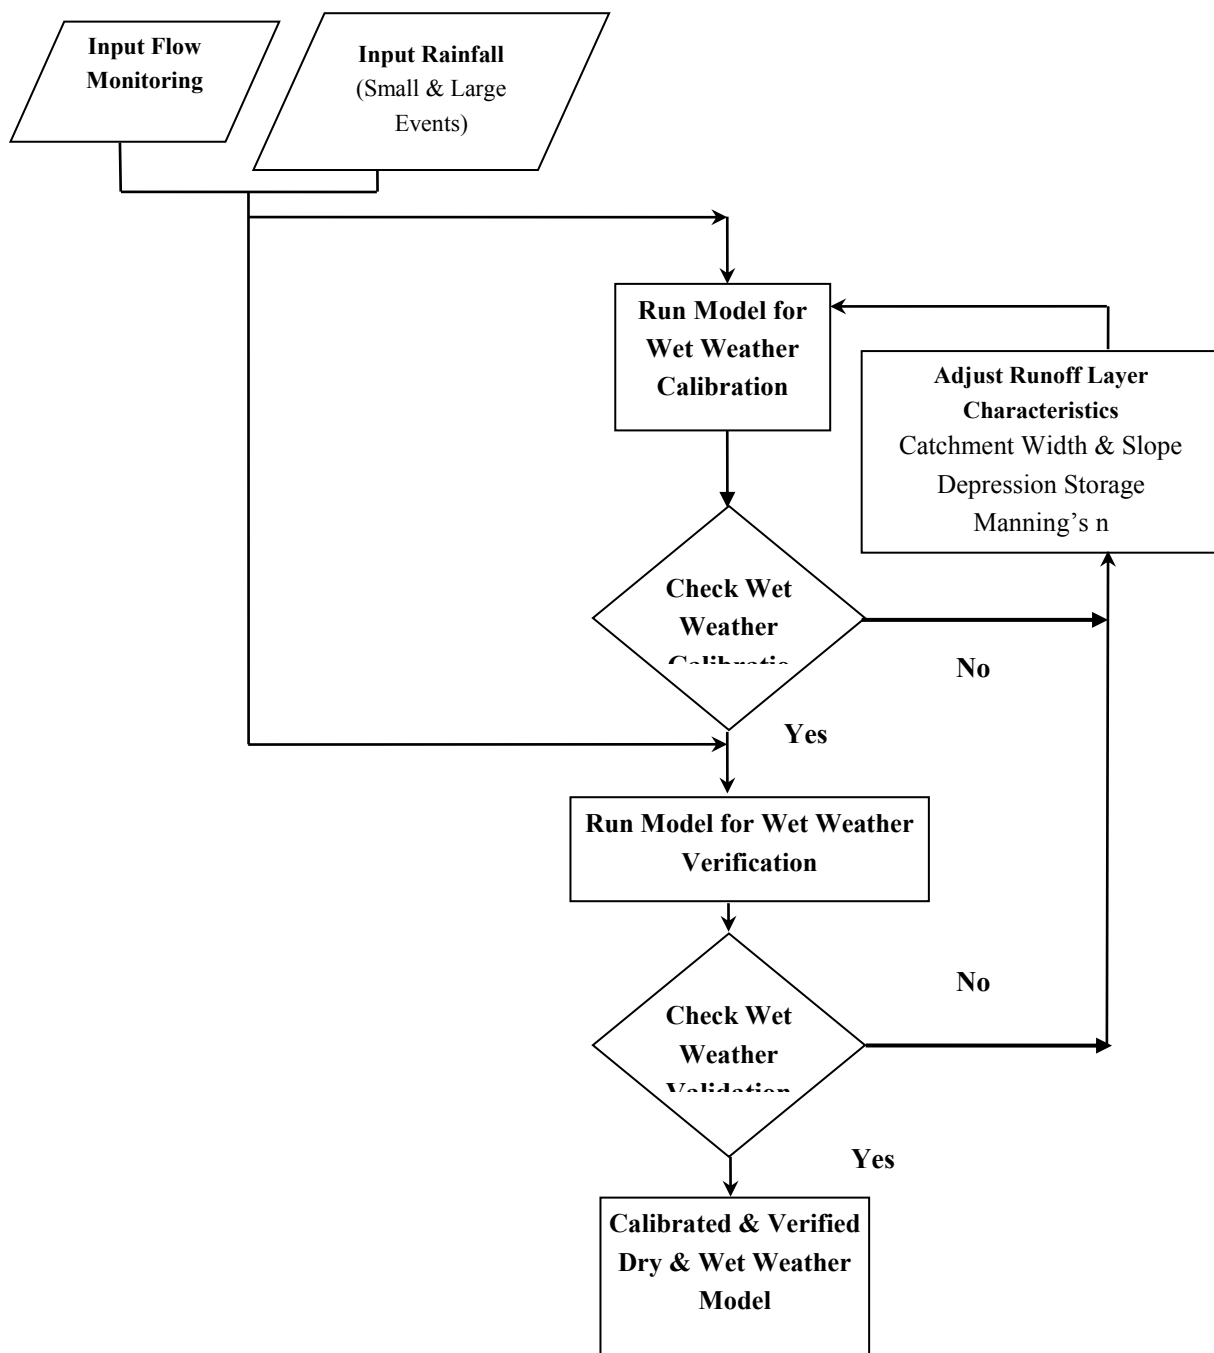 Input Flow
Monitoring
Input Rainfall
(Small & Large
Events)
Run Model for
Wet Weather
Calibration
Adjust Runoff Layer
Characteristics
Catchment Width & Slope
Depression Storage
Manning’s n
Check Wet
Weather
Calibratio
No
Yes
Run Model for Wet Weather
Verification
Check Wet
Weather
Validation
No
Yes
Calibrated & Verified
Dry & Wet Weather
Model